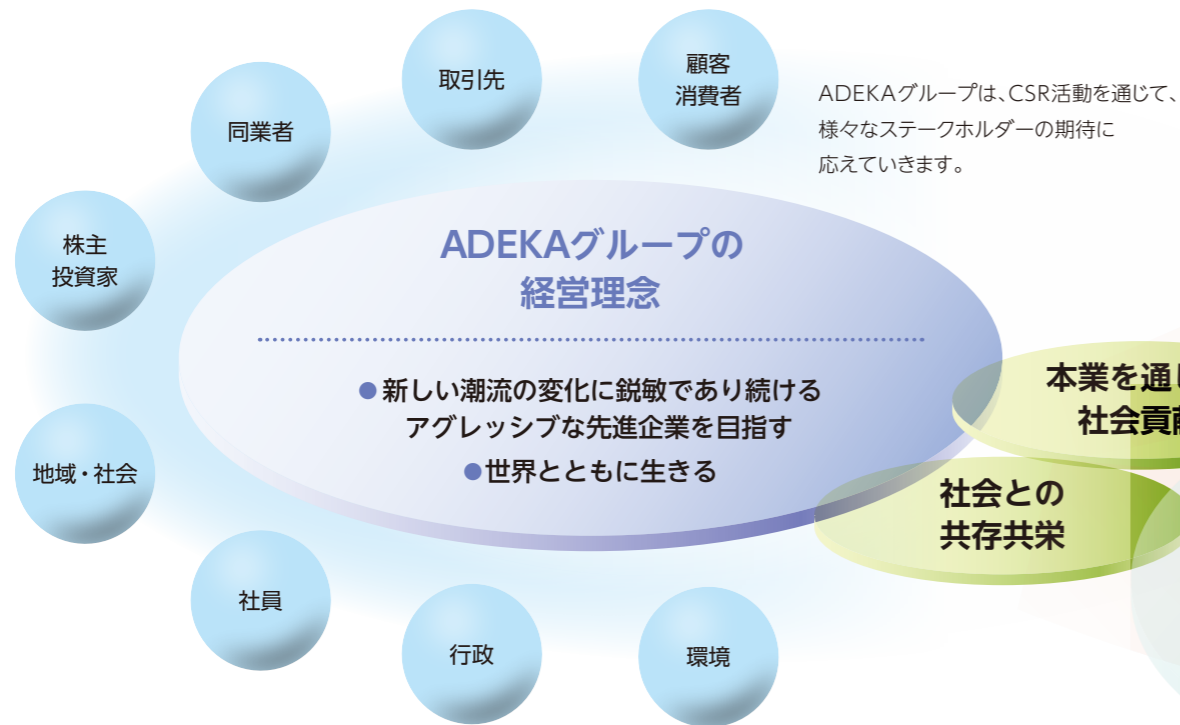 取引先
顧客
消費者
同業者
ADEKAグループは、CSR活動を通じて、
様々なステークホルダーの期待に
応えていきます。
株主
投資家
ADEKAグループの
経営理念
●新しい潮流の変化に鋭敏であり続ける
アグレッシブな先進企業を目指す
●世界とともに生きる
本業を通じ
社会貢献
地域・社会
社会との
共存共栄
社員
行政
環境